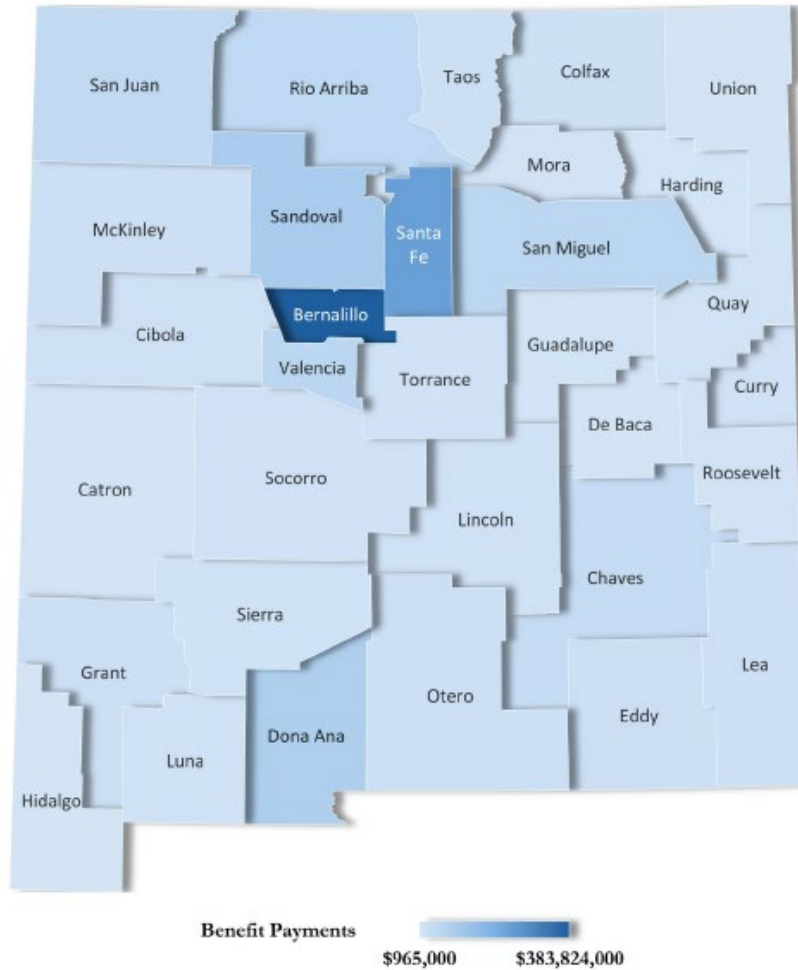 San Juan
Rio Arriba
Taos
Colfax
Union
Mora
Harding
McKinley
Sandoval
Santa
Fe
San Miguel
Quay
Bernalillo
Cibola
Guadalupe
Valencia
Torrance
Curry
De Baca
Roosevelt
Catron
Socorro
Lincoln
Chaves
Sierra
Grant
Otero
Lea
Eddy
Dona Ana
Luna
Hidalgo
Benefit Payments
$965,000 $383,824,000